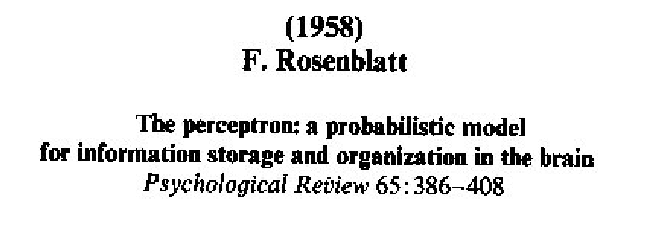 (1958)
F. Rosenblatt
The perceptron: a probabilistic model
for information storage and organization in the brain
Psychological Review 65:386–408